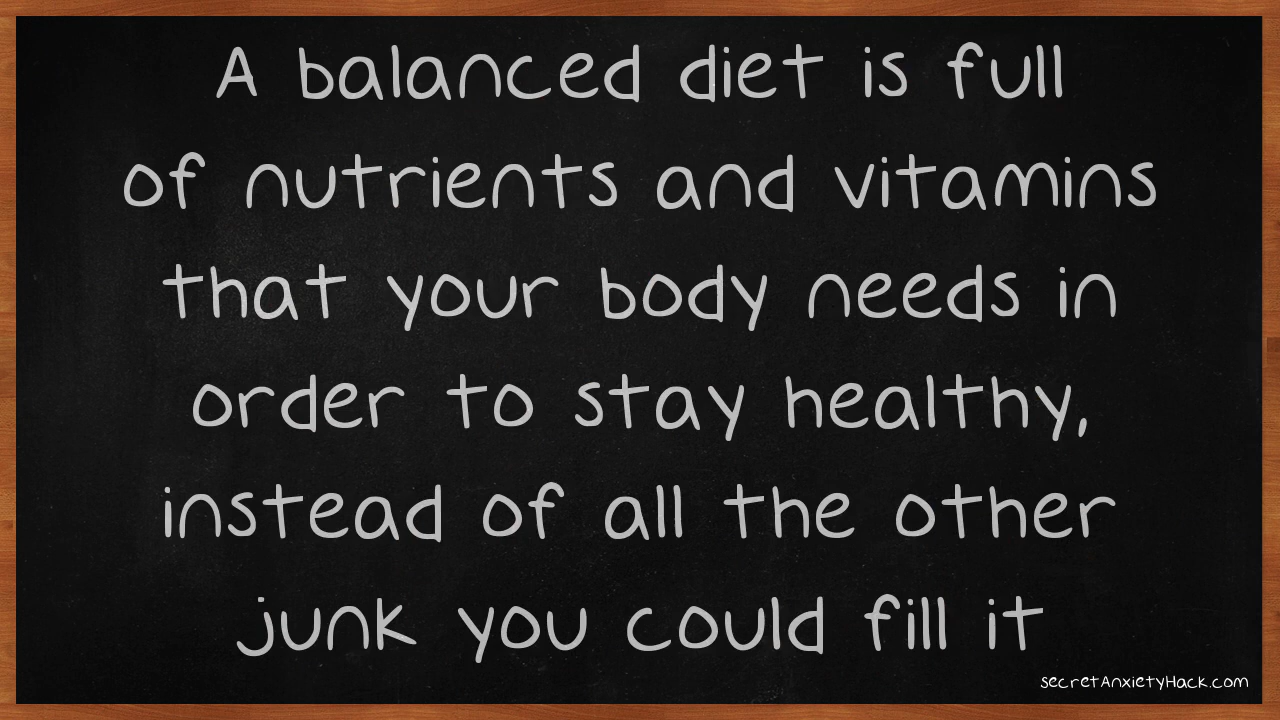 A balanced diet is full
of nutrients and vitamins
that your body needs in
order to stay healthy,
instead of all the other
junk you could fill it
secretAnxietyHack.com